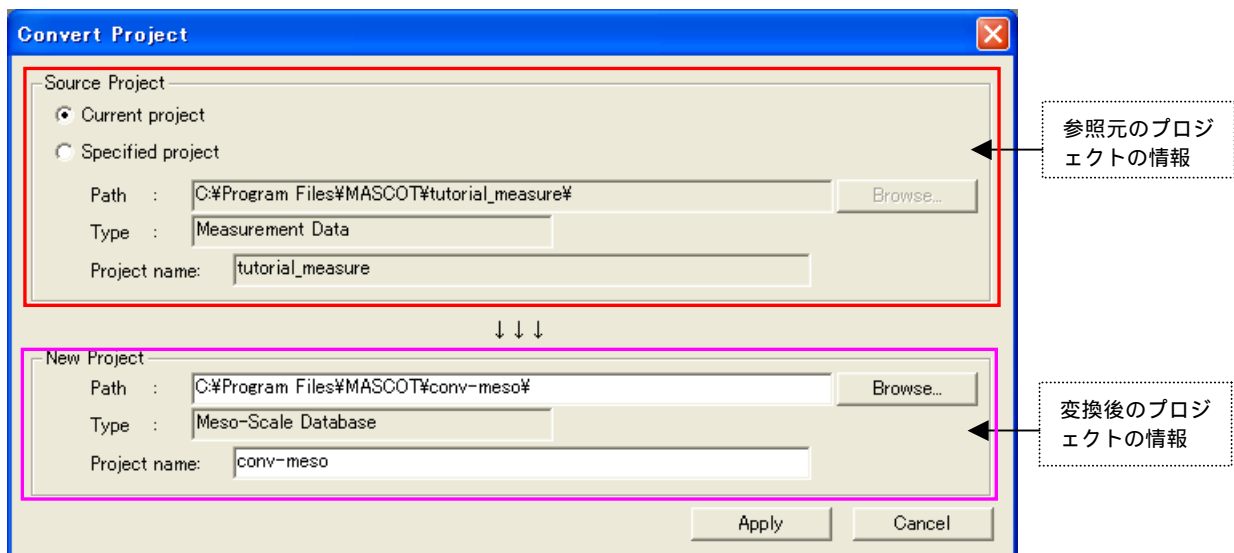 Convert Project
Source Project
Current project
Specified project
Path :
C:¥Program Files¥MASCOT¥tutorial_measure¥
Browse...
Type :
Measurement Data
Project name:
tutorial_measure
↓↓↓
New Project
Path :
C:¥Program Files¥MASCOT¥conv-meso¥
Browse...
Type :
Meso-Scale Database
Project name:
conv-meso
Apply
Cancel
参照元のプロジ
ェクトの情報
変換後のプロジ
ェクトの情報